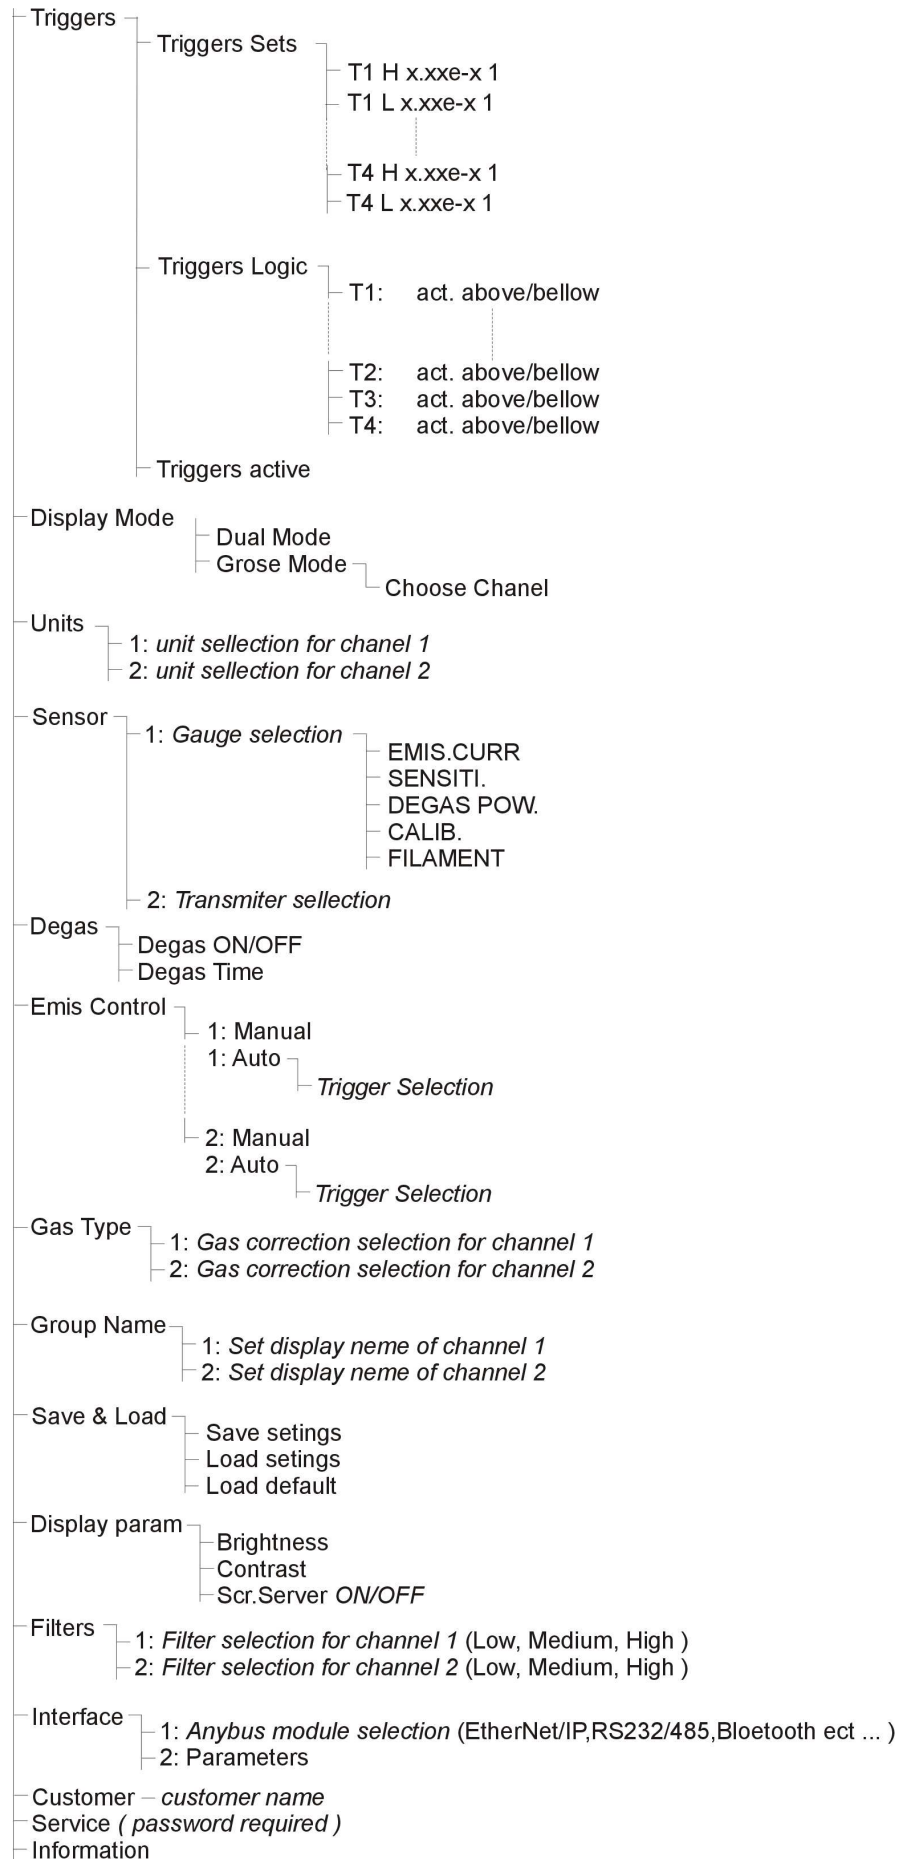 Triggers
Triggers Sets
T1 H x.xxe-x 1
T1 L x.xxe-x 1
T4 H x.xxe-x 1
T4 L x.xxe-x 1
Triggers Logic
T1: act. above/bellow
T2: act. above/bellow
T3: act. above/bellow
T4: act. above/bellow
Triggers active
Display Mode
Dual Mode
Grose Mode
Choose Chanel
Units
1: unit sellection for chanel 1
2: unit sellection for chanel 2
Sensor
1: Gauge selection
EMIS.CURR
SENSITI.
DEGAS POW.
CALIB.
FILAMENT
2: Transmiter sellection
Degas
Degas ON/OFF
Degas Time
Emis Control
1: Manual
1: Auto
Trigger Selection
2: Manual
2: Auto
Trigger Selection
Gas Type
1: Gas correction selection for channel 1
2: Gas correction selection for channel 2
Group Name
1: Set display neme of channel 1
2: Set display neme of channel 2
Save & Load
Save setings
Load setings
Load default
Display param
Brightness
Contrast
Scr.Server ON/OFF
Filters
1: Filter selection for channel 1 (Low, Medium, High )
2: Filter selection for channel 2 (Low, Medium, High )
Interface
1: Anybus module selection (EtherNet/IP,RS232/485,Bloetooth ect ... )
2: Parameters
Customer – customer name
Service ( password required )
Information